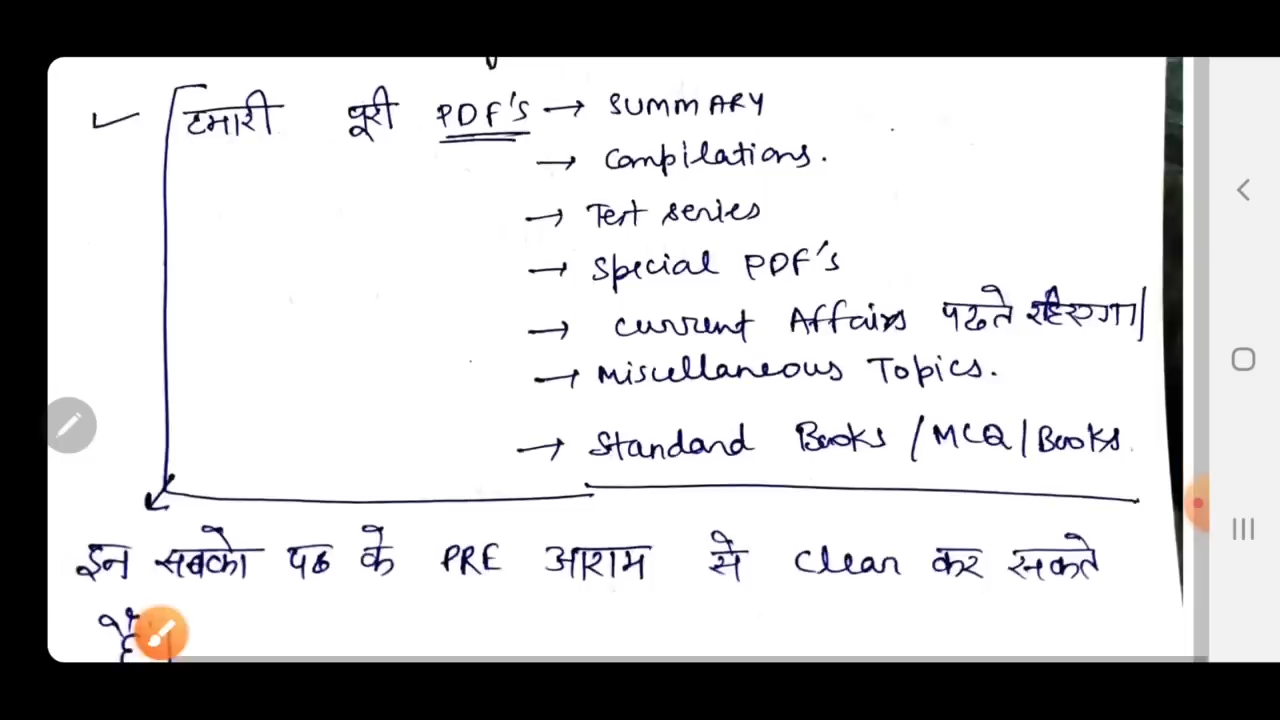 हमारी पूरी PDF's → SUMMARY
→ Compilations.
→ Test series
→ Special PDF's
→ Current Affairs पढते रहिएगा|
→ Miscellaneous Topics.
→ Standard Books / MCQ / Books.
इन सबको पढ के PRE आराम से clear कर सकते
है|